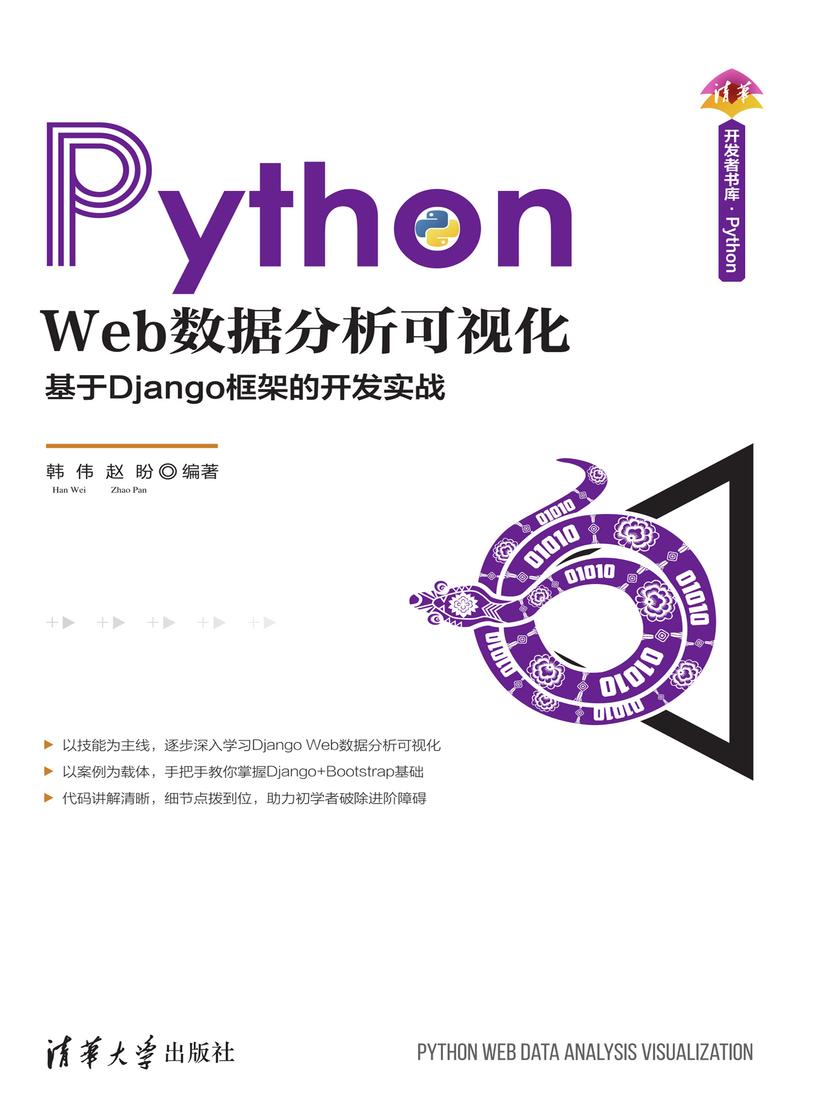 清华
开发者书库·Python
Python
Web数据分析可视化
基于Django框架的开发实战
韩 伟 赵 盼◎编著
Han Wei Zhao Pan
01010
01010
01010
01010
01010
01010
01010
以技能为主线，逐步深入学习Django Web数据分析可视化
以案例为载体，手把手教你掌握Django+Bootstrap基础
代码讲解清晰，细节点拨到位，助力初学者破除进阶障碍
清华大学出版社
PYTHON WEB DATA ANALYSIS VISUALIZATION